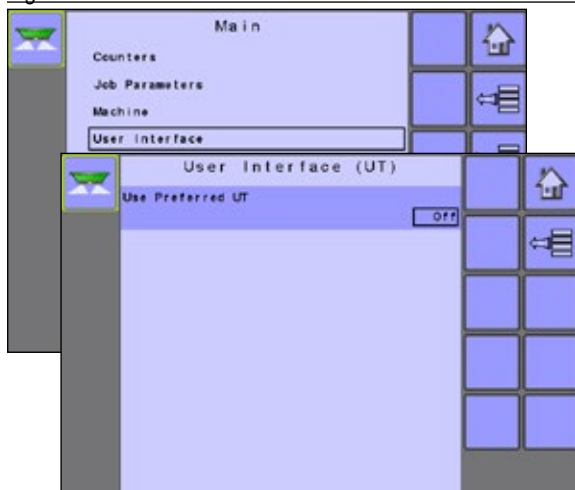 Main
Counters
Job Parameters
Machine
User Interface
User Interface (UT)
Use Preferred UT
Off